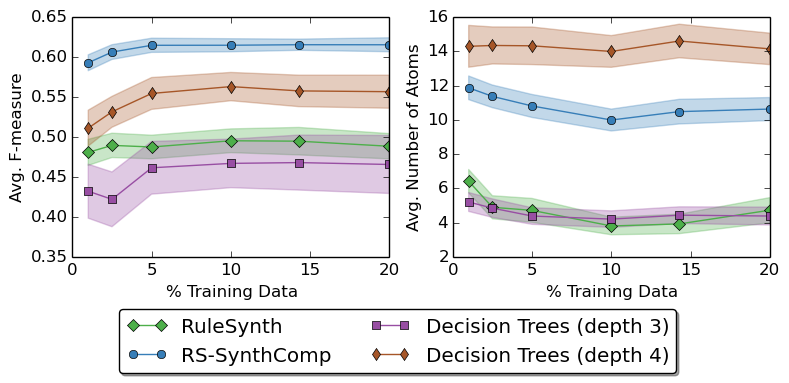 0.65
0.60
0.55
0.50
0.45
0.40
0.35
Avg. F-measure
0 5 10 15 20
% Training Data
16
14
12
10
8
6
4
2
Avg. Number of Atoms
0 5 10 15 20
% Training Data
RuleSynth
RS-SynthComp
Decision Trees (depth 3)
Decision Trees (depth 4)